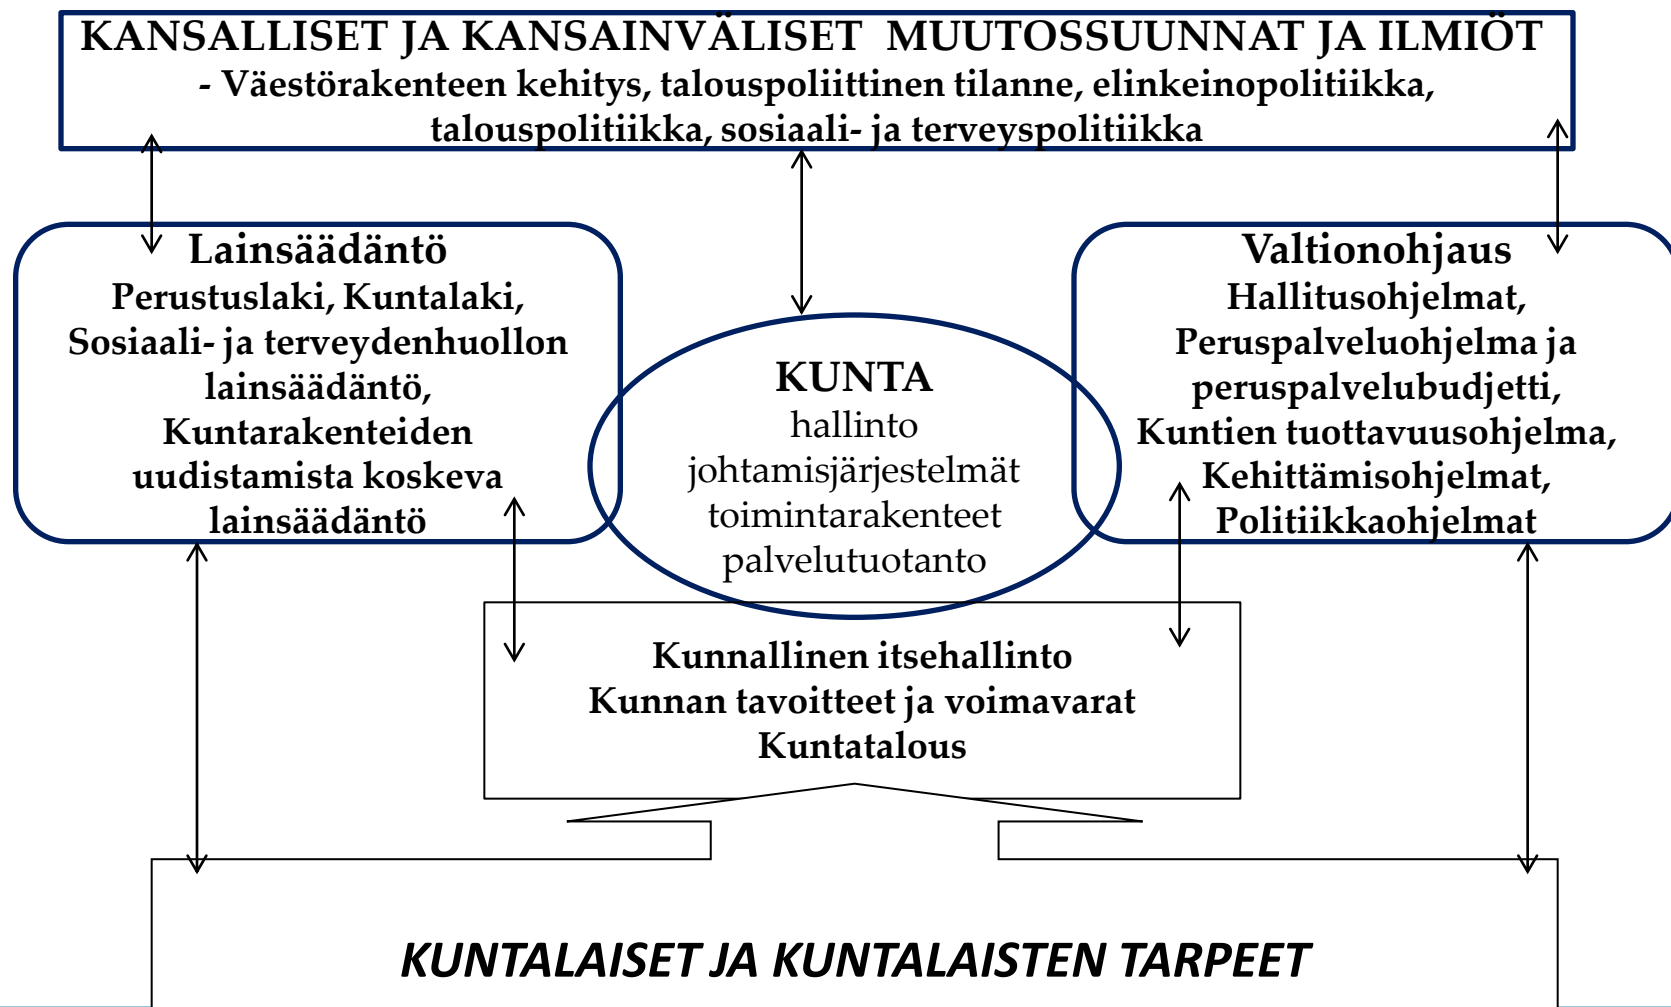 KANSALLISET JA KANSAINVÄLISET MUUTOSSUUNNAT JA ILMIÖT
- Väestörakenteen kehitys, talouspoliittinen tilanne, elinkeinopolitiikka,
talouspolitiikka, sosiaali- ja terveyspolitiikka
Lainsäädäntö
Perustuslaki, Kuntalaki,
Sosiaali- ja terveydenhuollon
lainsäädäntö,
Kuntarakenteiden
uudistamista koskeva
lainsäädäntö
KUNTA
hallinto
johtamisjärjestelmät
toimintarakenteet
palvelutuotanto
Valtionohjaus
Hallitusohjelmat,
Peruspalveluohjelma ja
peruspalvelubudjetti,
Kuntien tuottavuusohjelma,
Kehittämisohjelmat,
Politiikkaohjelmat
Kunnallinen itsehallinto
Kunnan tavoitteet ja voimavarat
Kuntatalous
KUNTALAISET JA KUNTALAISTEN TARPEET